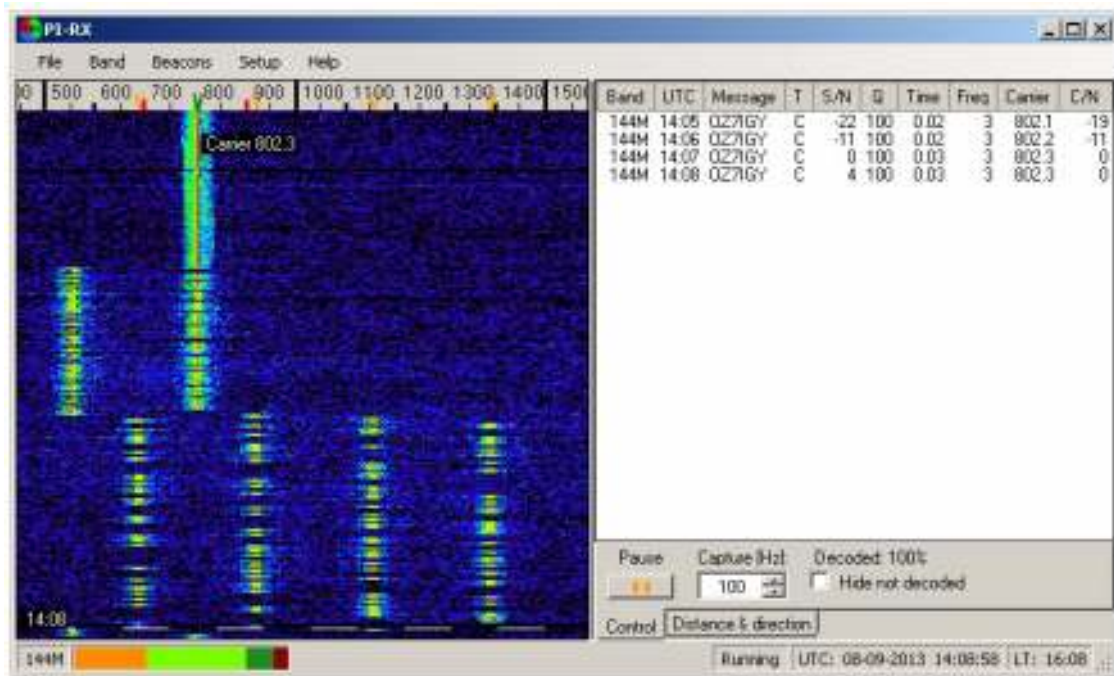 PI-RX
File Band Beacons Setup Help
500 600 700 800 900 1000 1100 1200 1300 1400 1500
Carrier 802.3
14:08
Band UTC Message T S/N Q Time Freq Carrier C/N
144M 14:05 OZ7IGY C -22 100 0.02 3 802.1 -19
144M 14:06 OZ7IGY C -11 100 0.02 3 802.2 -11
144M 14:07 OZ7IGY C 0 100 0.03 3 802.3 0
144M 14:08 OZ7IGY C 4 100 0.03 3 802.3 0
Pause Capture [Hz]: Decoded: 100%
100 Hide not decoded
Control Distance & direction
144M Running UTC: 08-09-2013 14:08:58 LT: 16:08